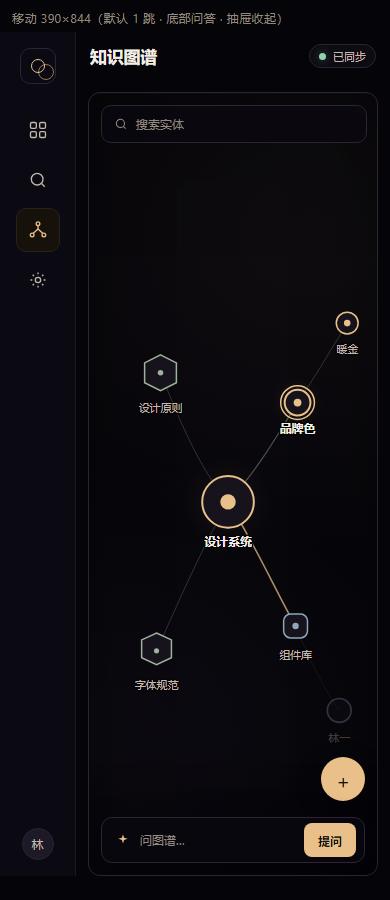 移动 390×844（默认 1 跳 · 底部问答 · 抽屉收起）
知识图谱
已同步
搜索实体
暖金
设计原则
品牌色
设计系统
组件库
字体规范
林一
+
问图谱...
提问
林